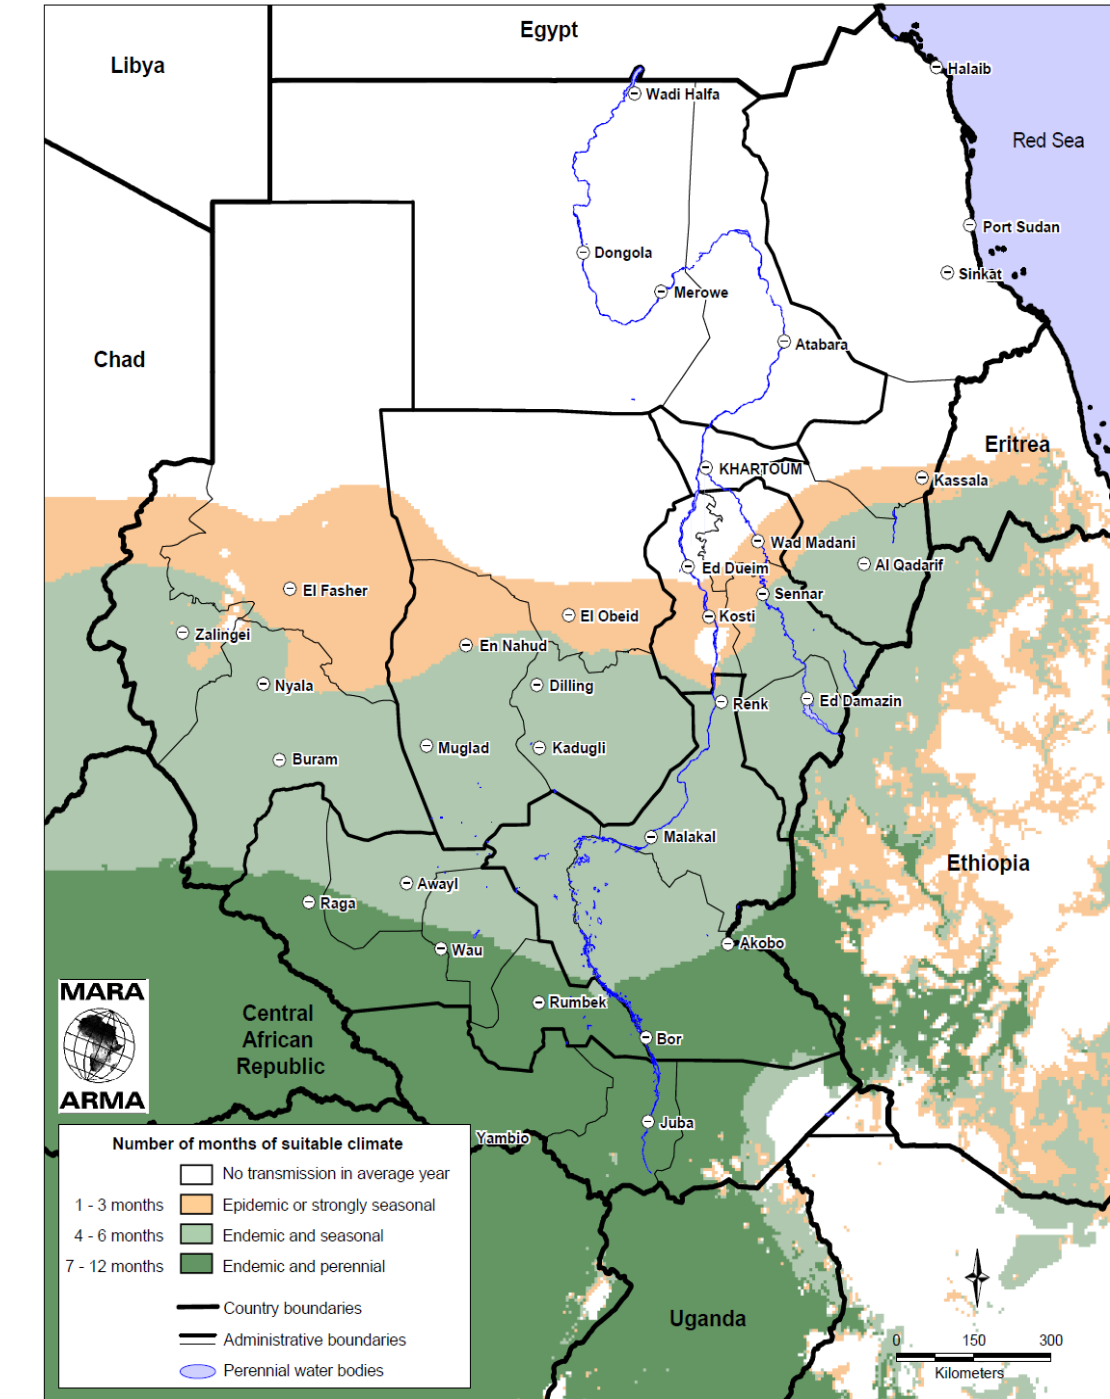 Egypt
Libya
Halaib
Wadi Halfa
Red Sea
Port Sudan
Dongola
Sinkat
Merowe
Atabara
Chad
Eritrea
KHARTOUM
Kassala
Wad Madani
Ed Dueim
Al Qadarif
El Fasher
Sennar
El Obeid
Kosti
Zalingei
En Nahud
Nyala
Dilling
Renk
Ed Damazin
Muglad
Kadugli
Buram
Malakal
Ethiopia
Awayl
Raga
Akobo
Wau
MARA
Rumbek
Central
African
Republic
Bor
ARMA
Juba
Yambio
Number of months of suitable climate
No transmission in average year
1 - 3 months Epidemic or strongly seasonal
4 - 6 months Endemic and seasonal
7 - 12 months Endemic and perennial
Country boundaries
Administrative boundaries
Perennial water bodies
Uganda
0 150 300
Kilometers